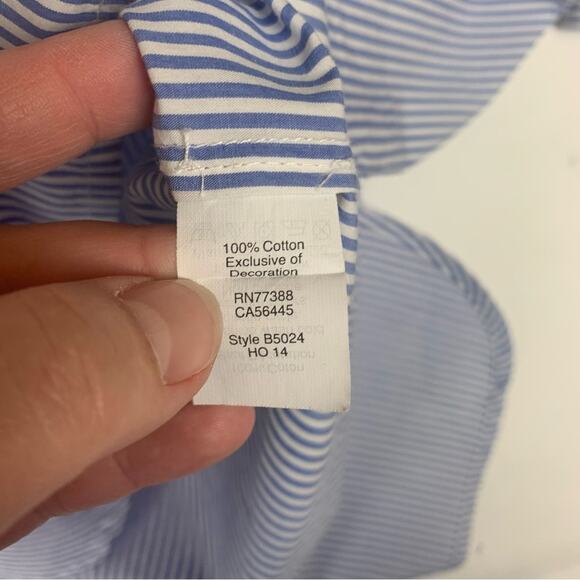 100% Cotton
Exclusive of
Decoration
RN77388
CA56445
Style B5024
HO 14